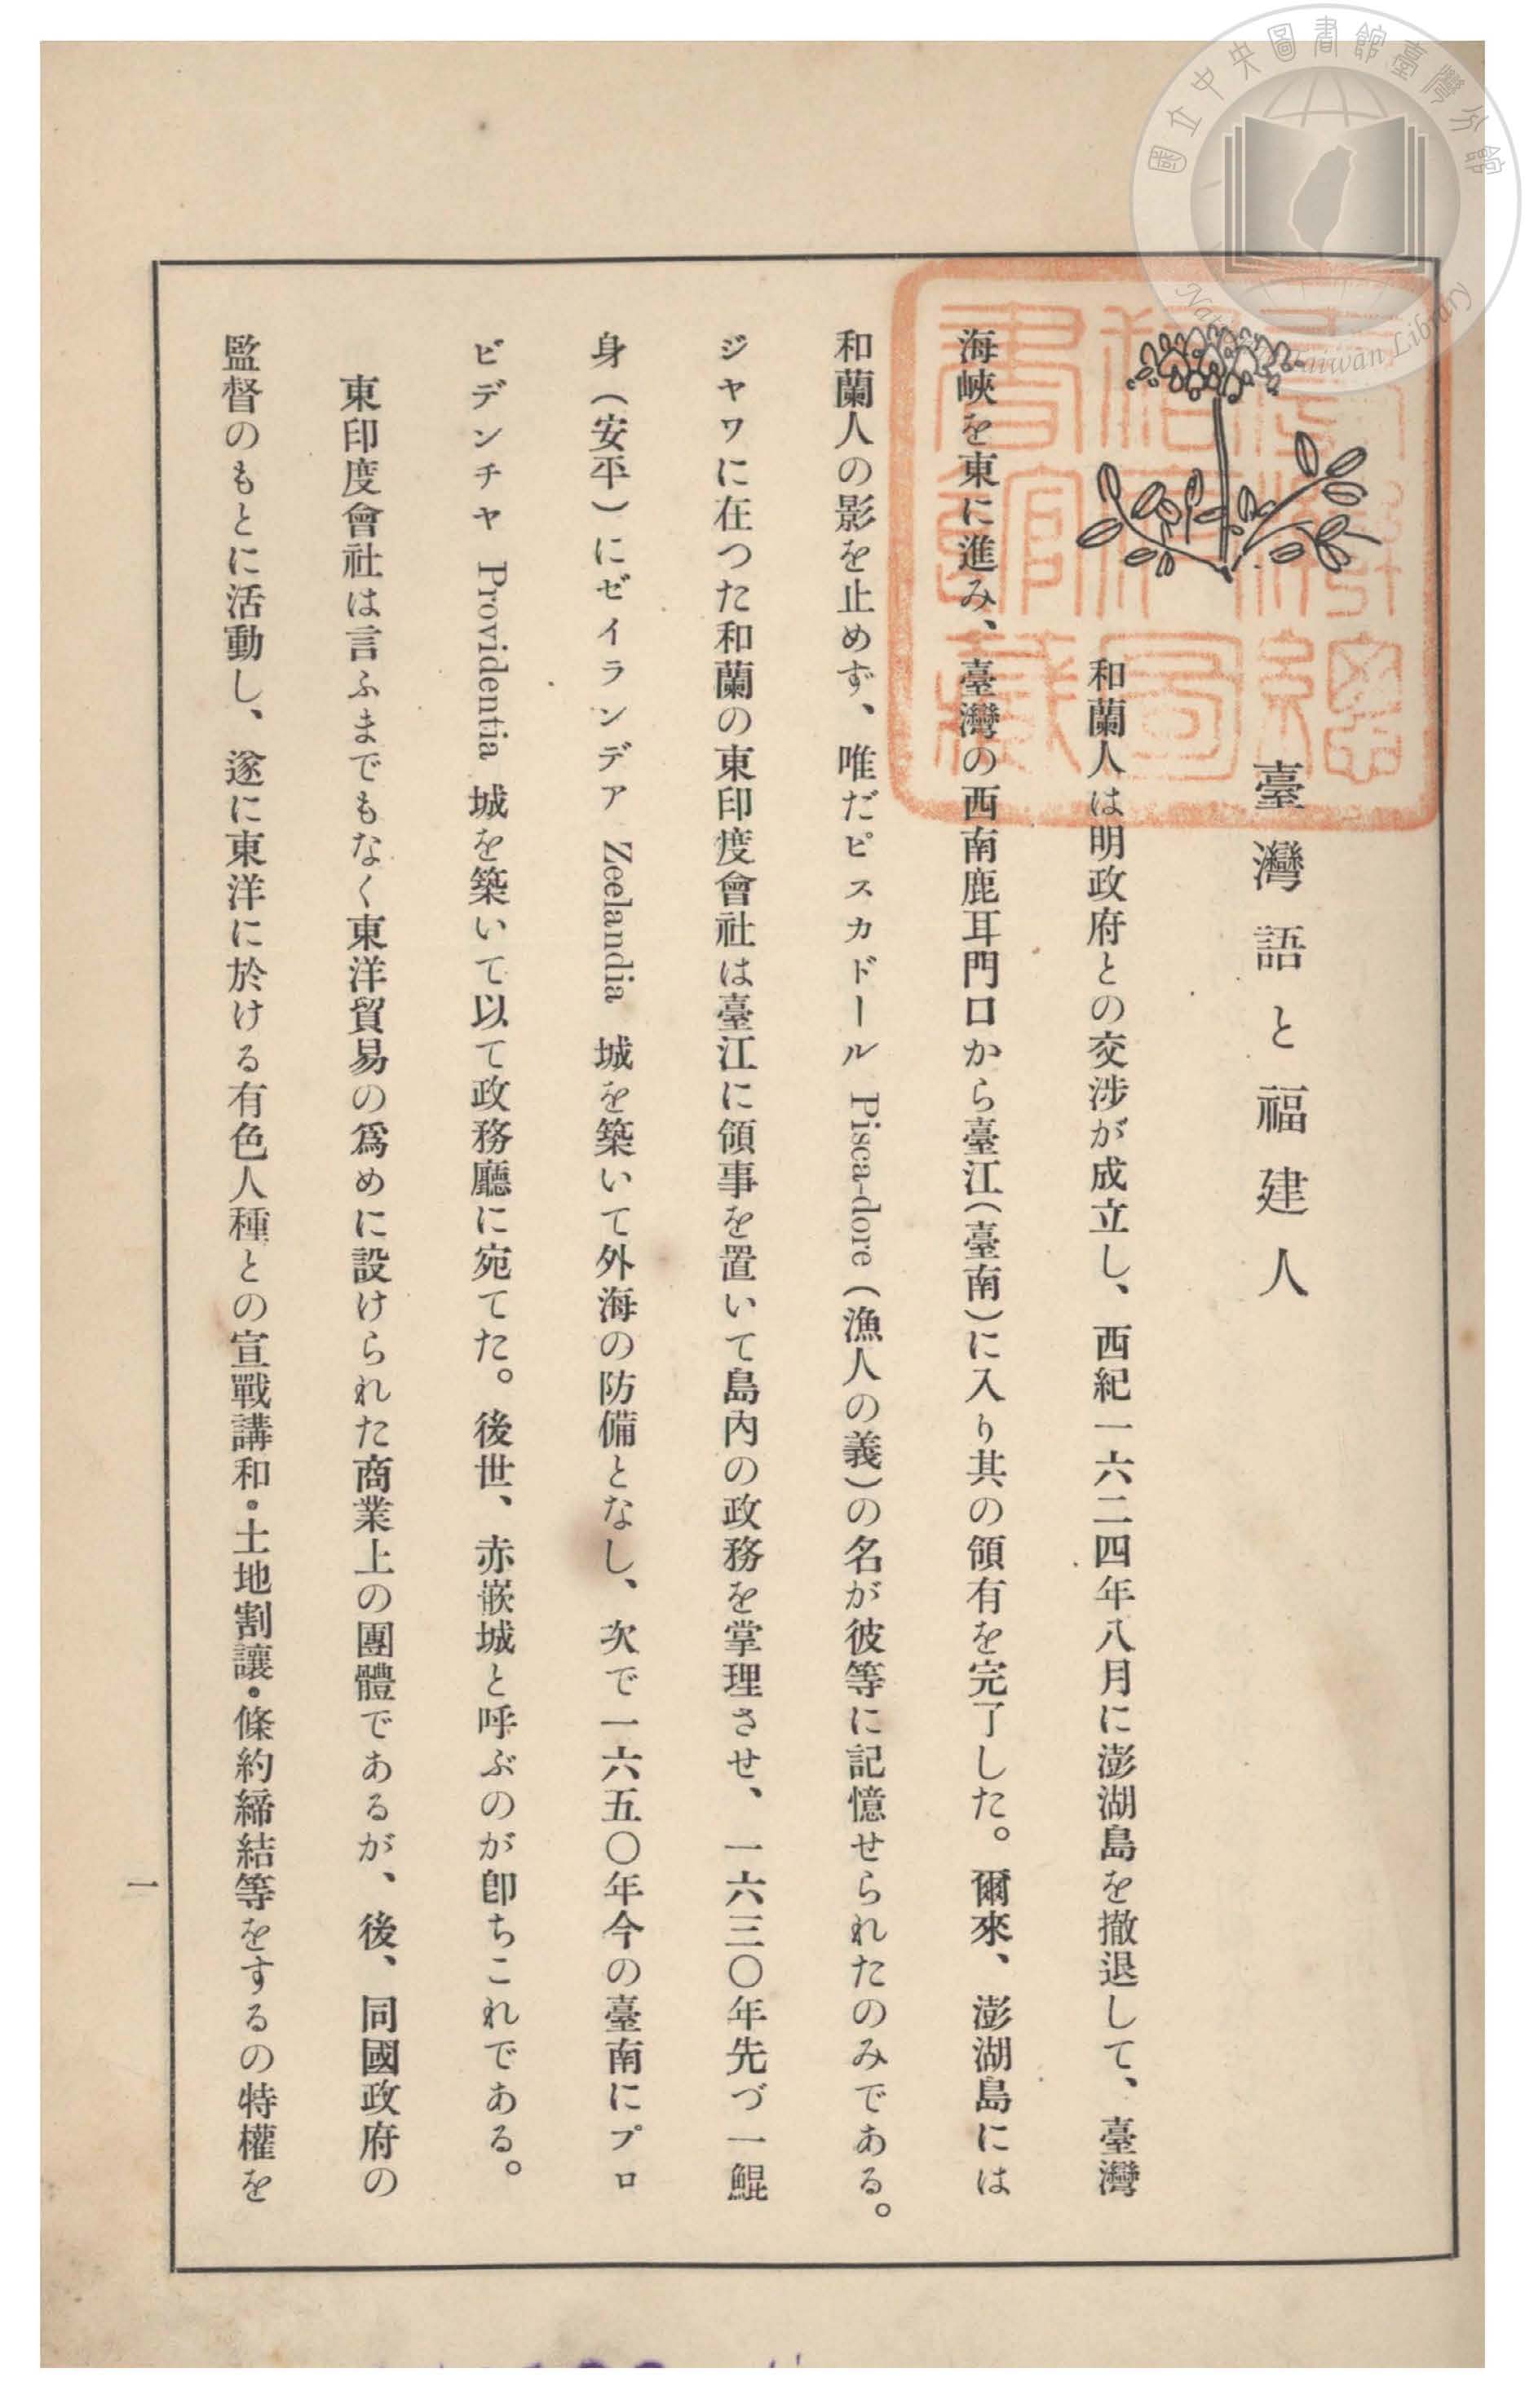 臺灣語と福建人
和蘭人は明政府との交渉が成立し、西紀一六二四年八月に澎湖島を撤退して、臺灣
海峽を東に進み、臺灣の西南鹿耳門口から臺江（臺南）に入り其の領有を完了した。爾來、澎湖島には
和蘭人の影を止めず、唯だピスカドール Pisca-dore（漁人の義）の名が彼等に記憶せられたのみである。
ジヤワに在つた和蘭の東印度會社は臺江に領事を置いて島內の政務を掌理させ、一六三〇年先づ一鯤
身（安平）にゼイランデア Zeelandia 城を築いて外海の防備となし、次で一六五〇年今の臺南にプロ
ビデンチヤ Providentia 城を築いて以て政務廳に宛てた。後世、赤嵌城と呼ぶのが卽ちこれである。
東印度會社は言ふまでもなく東洋貿易の爲めに設けられた商業上の團體であるが、後、同國政府の
監督のもとに活動し、遂に東洋に於ける有色人種との宣戰講和・土地割讓・條約締結等をするの特權を
一
國立中央圖書館臺灣分館
National Taiwan Library